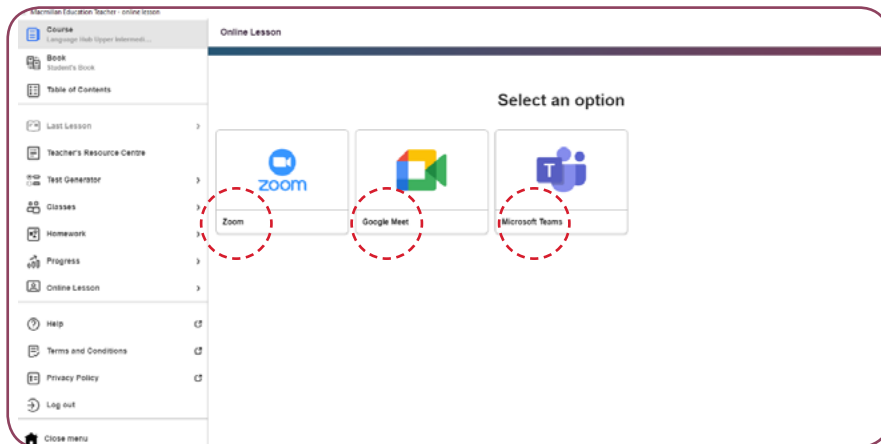 Macmilan Education Teacher - online lesson
Course
Language Hub Upper Intermedi...
Book
Student's Book
Table of Contents
Last Lesson
Teacher's Resource Centre
Test Generator
Classes
Homework
Progress
Online Lesson
Help
Terms and Conditions
Privacy Policy
Log out
Close menu
Online Lesson
Select an option
zoom
Zoom
Google Meet
T
Microsoft Teams